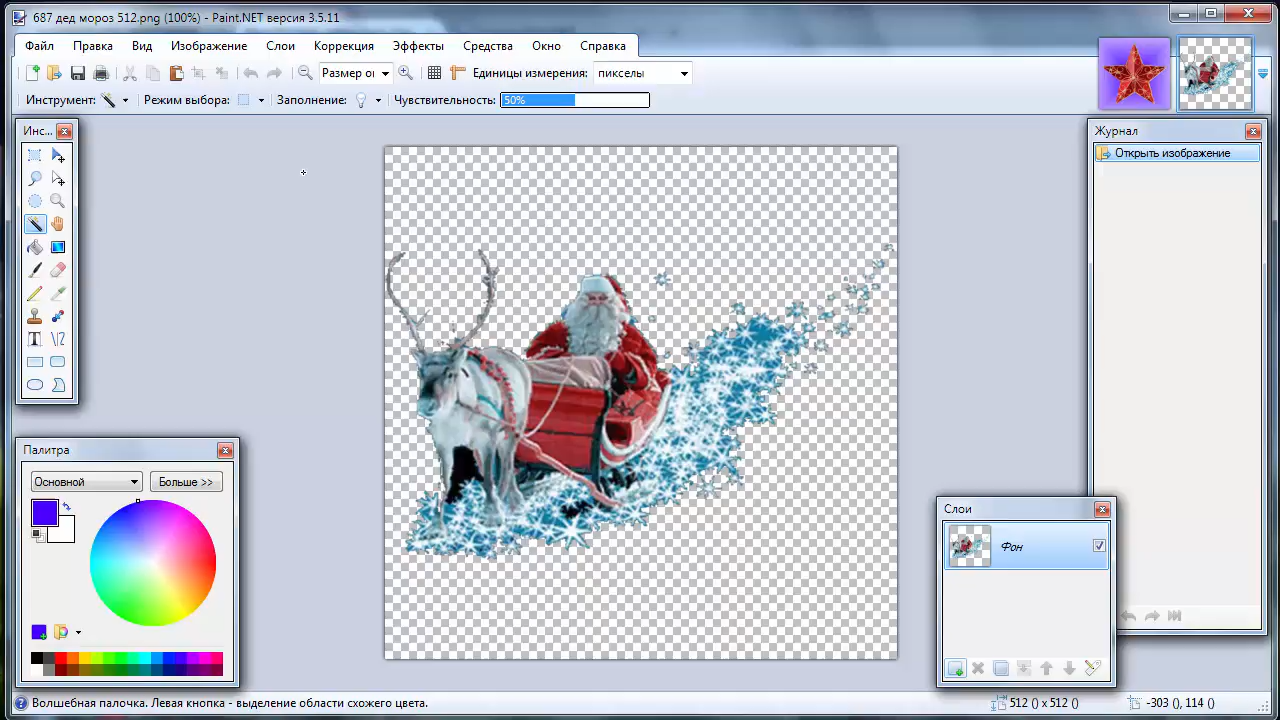 687 дед мороз 512.png (100%) - Paint.NET версия 3.5.11
Файл Правка Вид Изображение Слои Коррекция Эффекты Средства Окно Справка
Размер ог Единицы измерения: пикселы
Инструмент: Режим выбора: Заполнение: Чувствительность: 50%
Инс...
Журнал
Открыть изображение
Палитра
Основной Больше >>
Слои
Фон
Волшебная палочка. Левая кнопка - выделение области схожего цвета. 512 () x 512 () -303 (), 114 ()